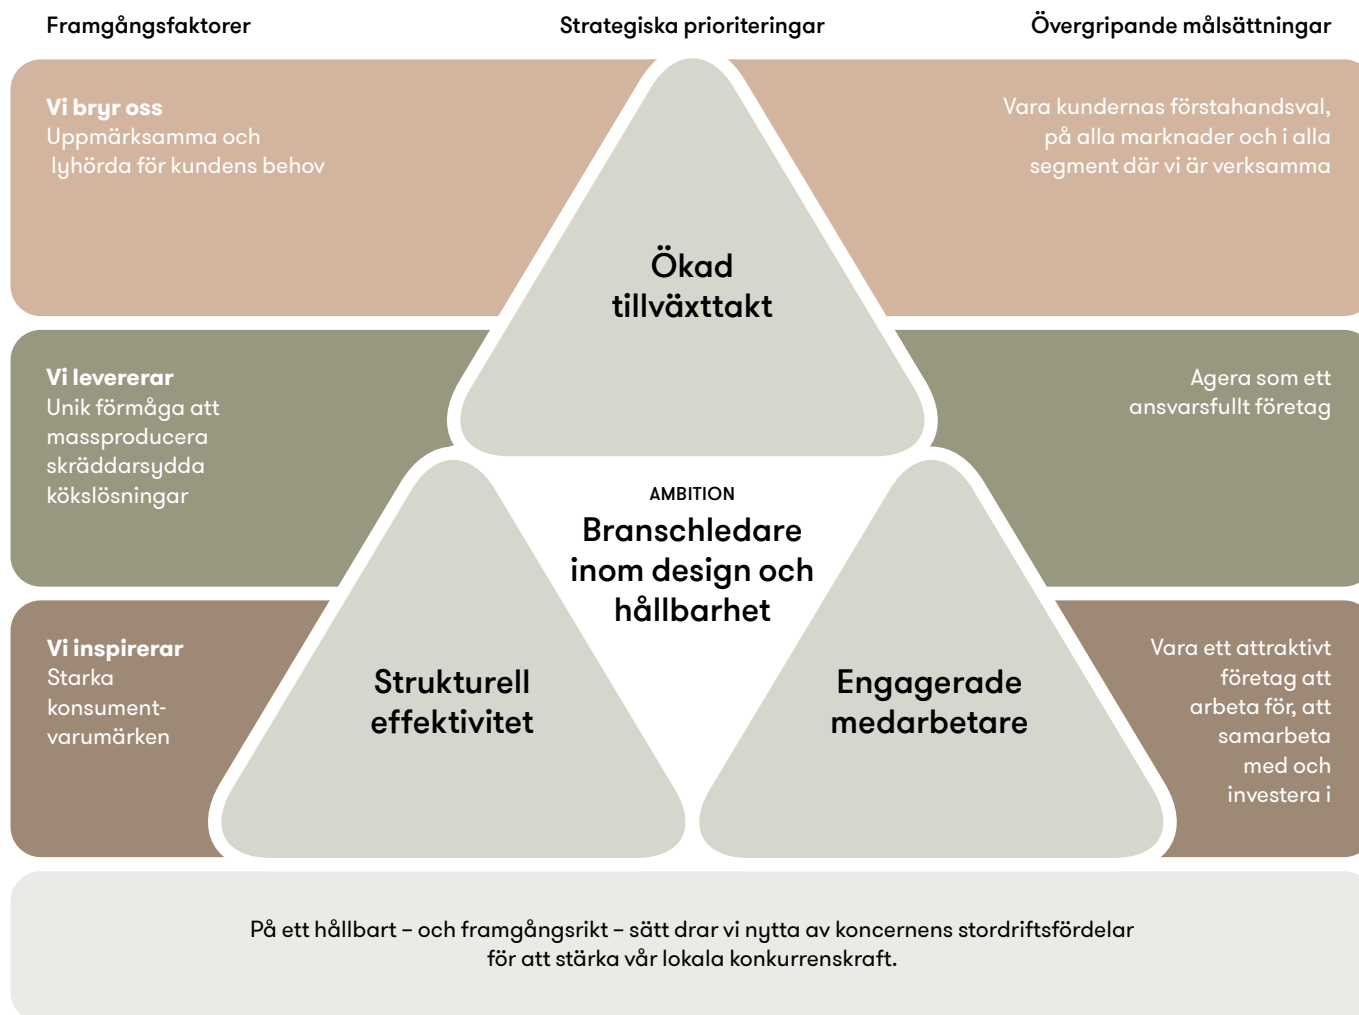 Framgångsfaktorer
Strategiska prioriteringar
Övergripande målsättningar
Vi bryr oss
Uppmärksamma och
lyhörda för kundens behov
Vara kundernas förstahandsval,
på alla marknader och i alla
segment där vi är verksamma
Ökad
tillväxttakt
Vi levererar
Unik förmåga att
massproducera
skräddarsydda
kökslösningar
Agera som ett
ansvarsfullt företag
AMBITION
Branschledare
inom design och
hållbarhet
Vi inspirerar
Starka
konsument-
varumärken
Strukturell
effektivitet
Engagerade
medarbetare
Vara ett attraktivt
företag att
arbeta för, att
samarbeta
med och
investera i
På ett hållbart – och framgångsrikt – sätt drar vi nytta av koncernens stordriftsfördelar
för att stärka vår lokala konkurrenskraft.